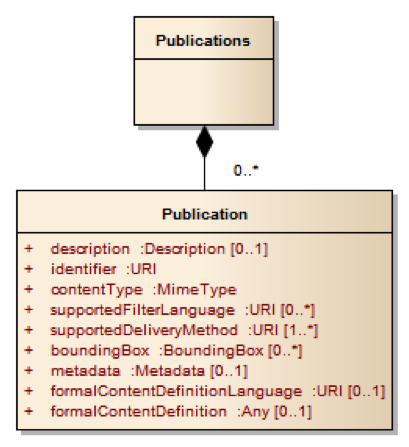 Publications
0..*
Publication
+ description :Description [0..1]
+ identifier :URI
+ contentType :MimeType
+ supportedFilterLanguage :URI [0..*]
+ supportedDeliveryMethod :URI [1..*]
+ boundingBox :BoundingBox [0..*]
+ metadata :Metadata [0..1]
+ formalContentDefinitionLanguage :URI [0..1]
+ formalContentDefinition :Any [0..1]